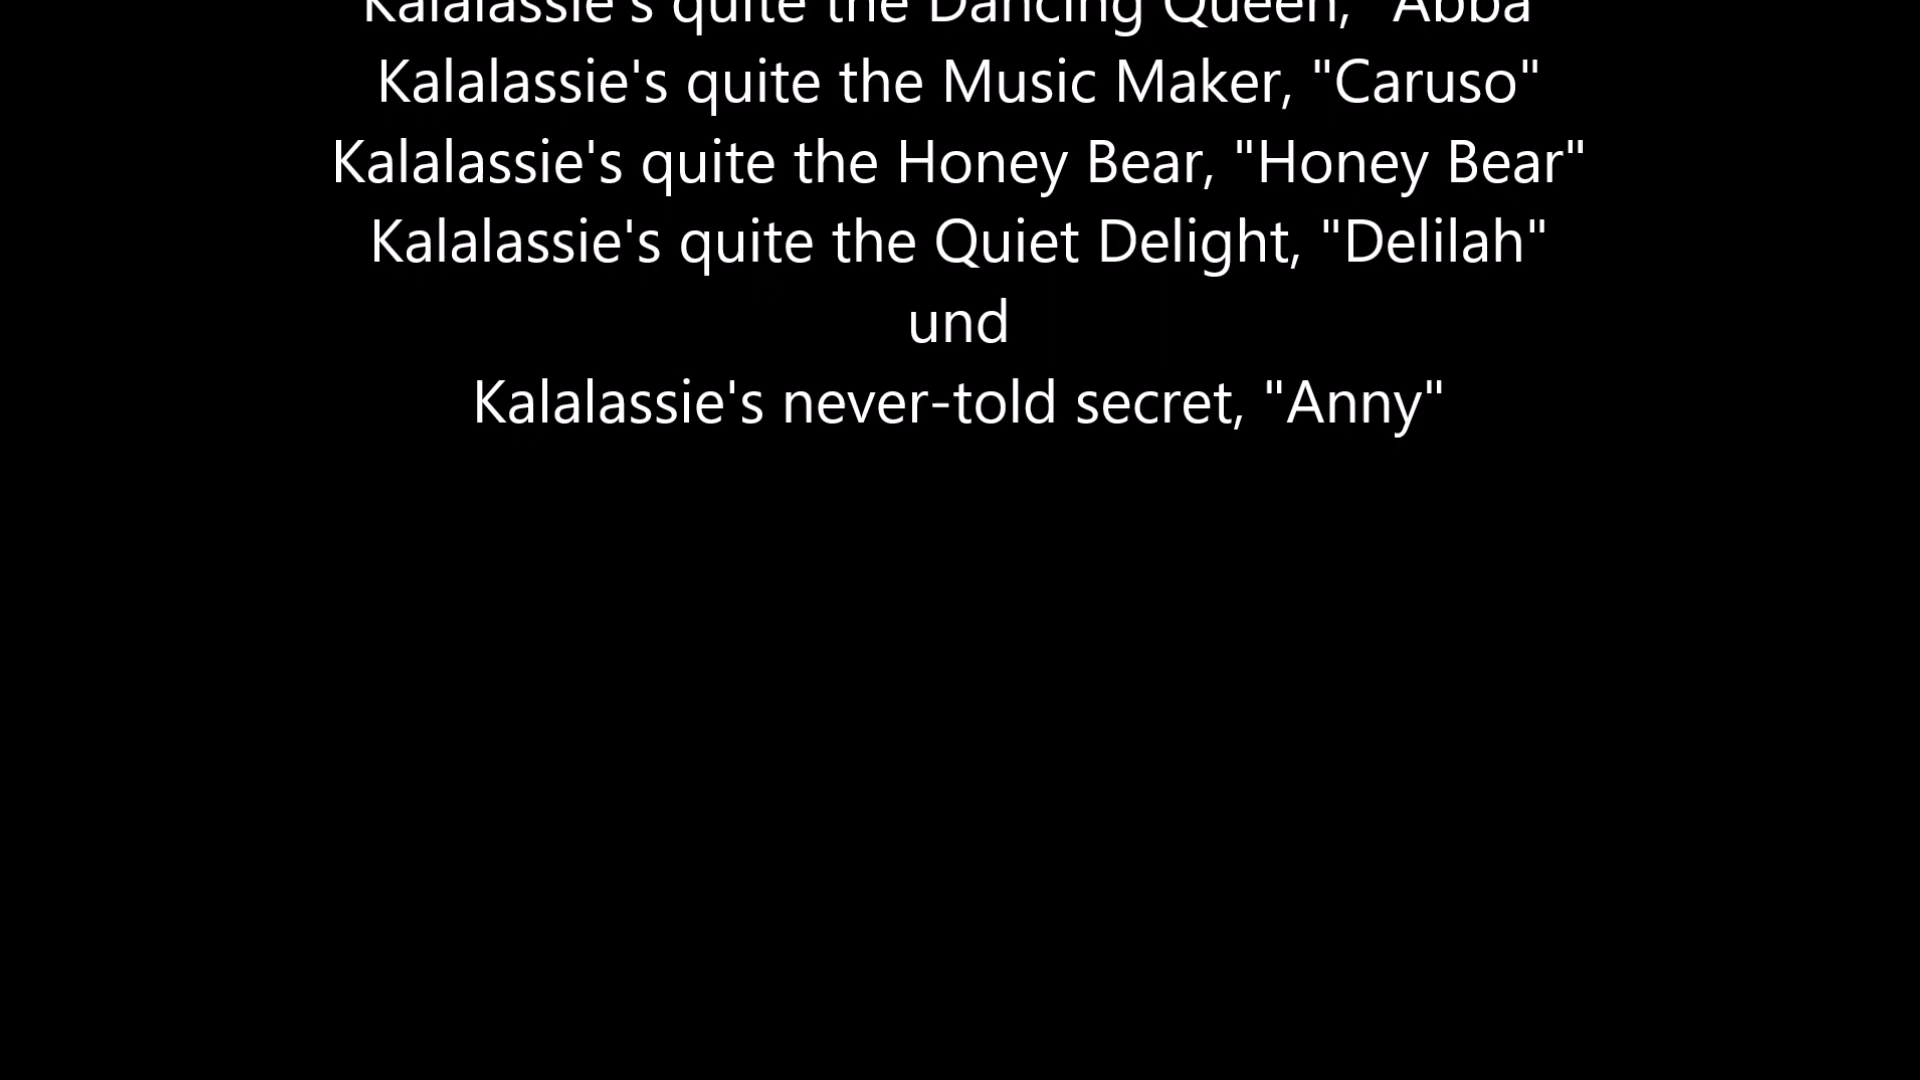 Kalalassie's quite the Dancing Queen, "Abba"
Kalalassie's quite the Music Maker, "Caruso"
Kalalassie's quite the Honey Bear, "Honey Bear"
Kalalassie's quite the Quiet Delight, "Delilah"
und
Kalalassie's never-told secret, "Anny"